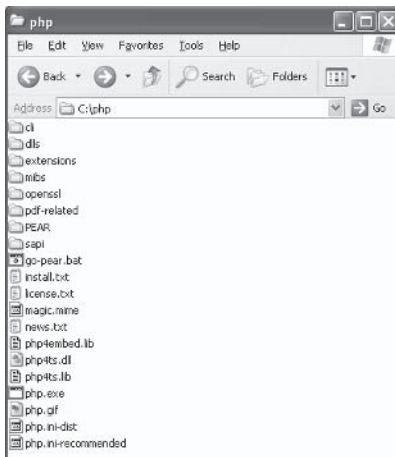 php
File Edit View Favorites Tools Help
Back Search Folders
Address C:\php Go
cli
dlls
extensions
mibs
openssl
pdf-related
PEAR
sapi
go-pear.bat
install.txt
license.txt
magic.mime
news.txt
php4embed.lib
php4ts.dll
php4ts.lib
php.exe
php.gif
php.ini-dist
php.ini-recommended